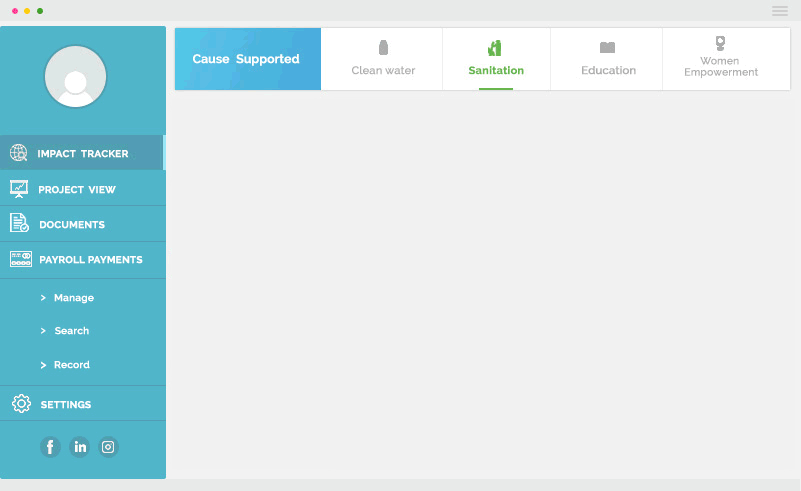 Cause Supported
Clean water
Sanitation
Education
Women
Empowerment
IMPACT TRACKER
PROJECT VIEW
DOCUMENTS
PAYROLL PAYMENTS
> Manage
> Search
> Record
SETTINGS
f
in